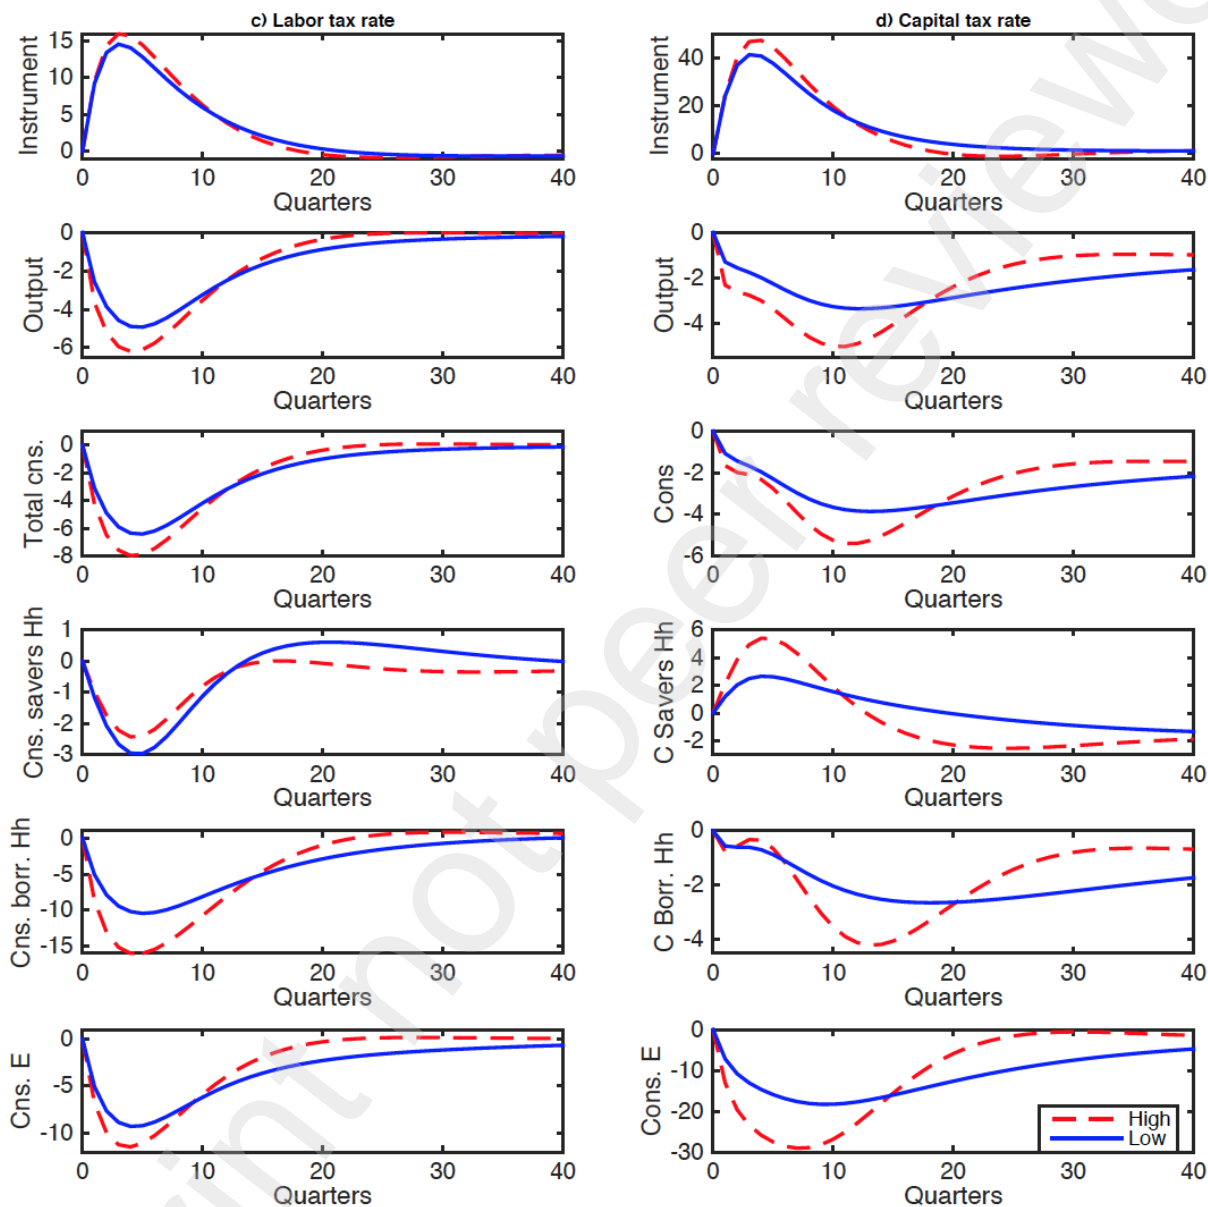 c) Labor tax rate
Instrument
15
10
5
0
0 10 20 30 40
Quarters
Output
0
-2
-4
-6
0 10 20 30 40
Quarters
Total cns.
0
-2
-4
-6
-8
0 10 20 30 40
Quarters
Cns. savers Hh
1
0
-1
-2
-3
0 10 20 30 40
Quarters
Cns. borr. Hh
0
-5
-10
-15
0 10 20 30 40
Quarters
Cns. E
0
-5
-10
0 10 20 30 40
Quarters
d) Capital tax rate
Instrument
40
20
0
0 10 20 30 40
Quarters
Output
0
-2
-4
0 10 20 30 40
Quarters
Cons
0
-2
-4
-6
0 10 20 30 40
Quarters
C Savers Hh
6
4
2
0
-2
0 10 20 30 40
Quarters
C Borr. Hh
0
-2
-4
0 10 20 30 40
Quarters
Cons. E
0
-10
-20
-30
High
Low
0 10 20 30 40
Quarters
not peer review